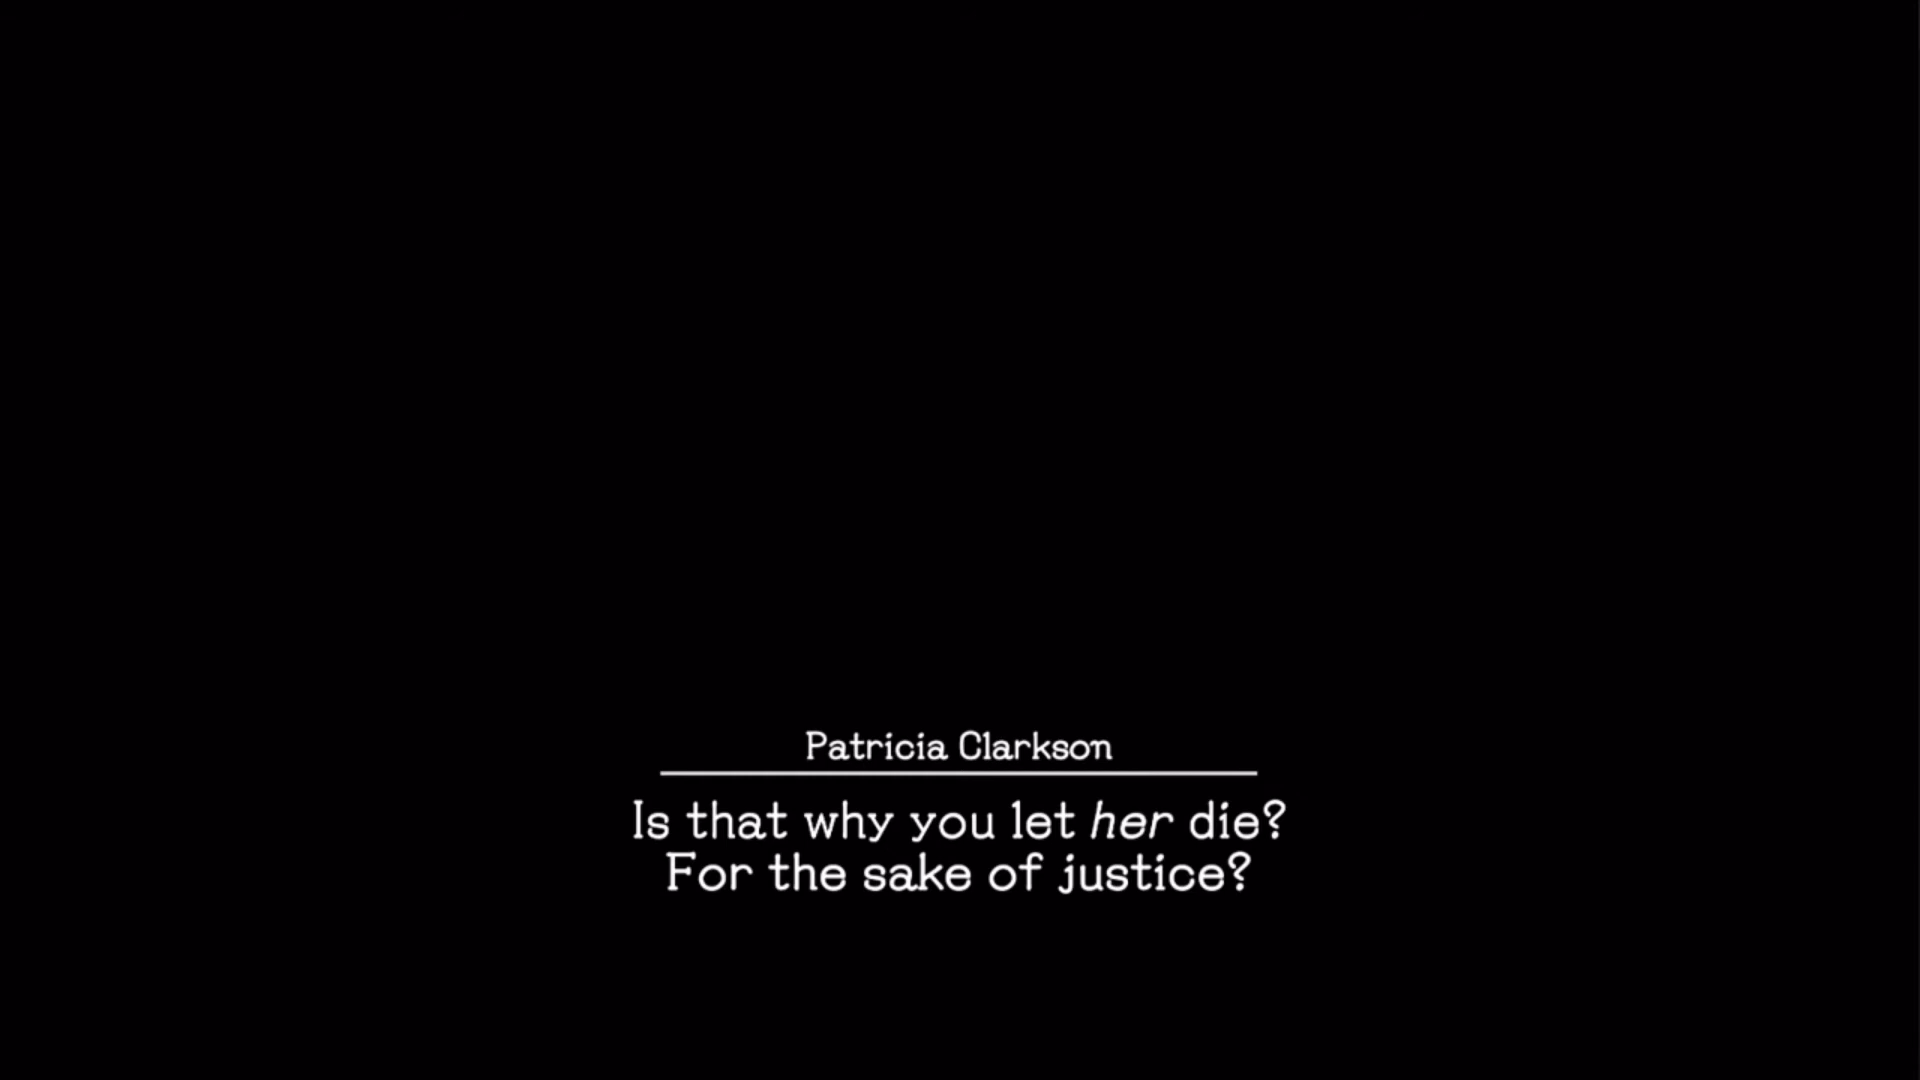 Patricia Clarkson
Is that why you let her die?
For the sake of justice?